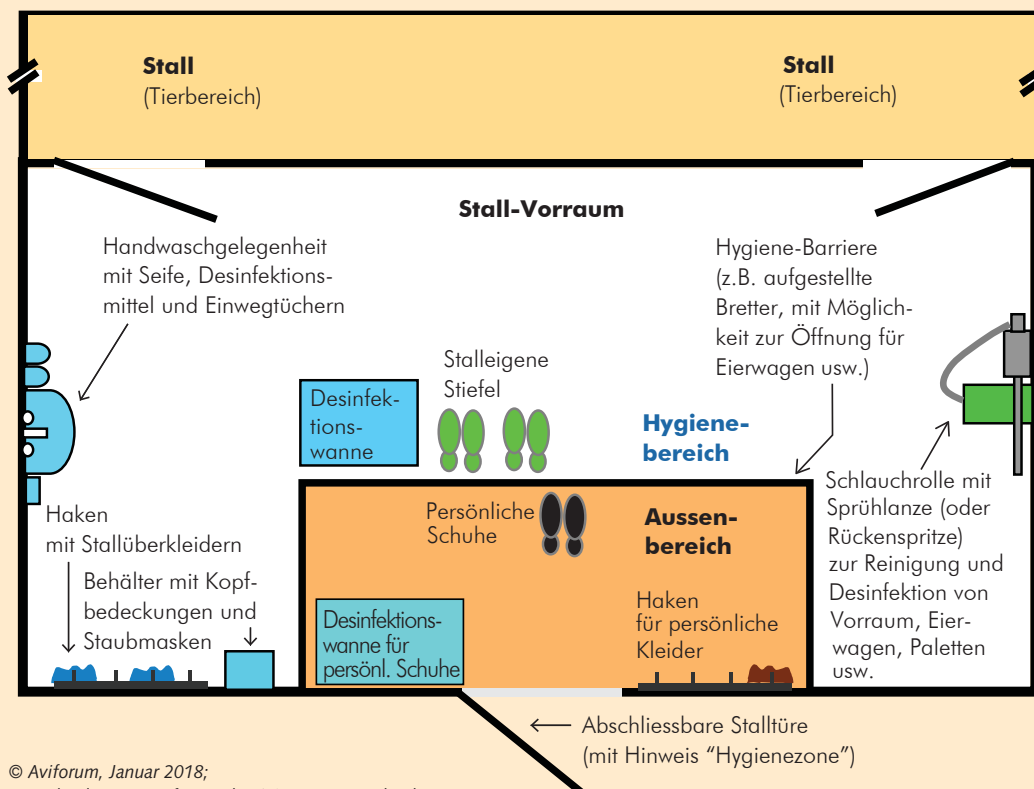 Stall
(Tierbereich)
Stall
(Tierbereich)
Stall-Vorraum
Handwaschgelegenheit
mit Seife, Desinfektions-
mittel und Einwegtüchern
Hygiene-Barriere
(z.B. aufgestellte
Bretter, mit Möglich-
keit zur Öffnung für
Eierwagen usw.)
Stalleigene
Stiefel
Desinfek-
tions-
wanne
Hygiene-
bereich
Haken
mit Stallüberkleidern
Behälter mit Kopf-
bedeckungen und
Staubmasken
Persönliche
Schuhe
Aussen-
bereich
Desinfektions-
wanne für
persönl. Schuhe
Haken
für persönliche
Kleider
Schlauchrolle mit
Sprühlanze (oder
Rückenspritze)
zur Reinigung und
Desinfektion von
Vorraum, Eier-
wagen, Paletten
usw.
Abschliessbare Stalltüre
(mit Hinweis “Hygienezone”)
© Aviforum, Januar 2018;